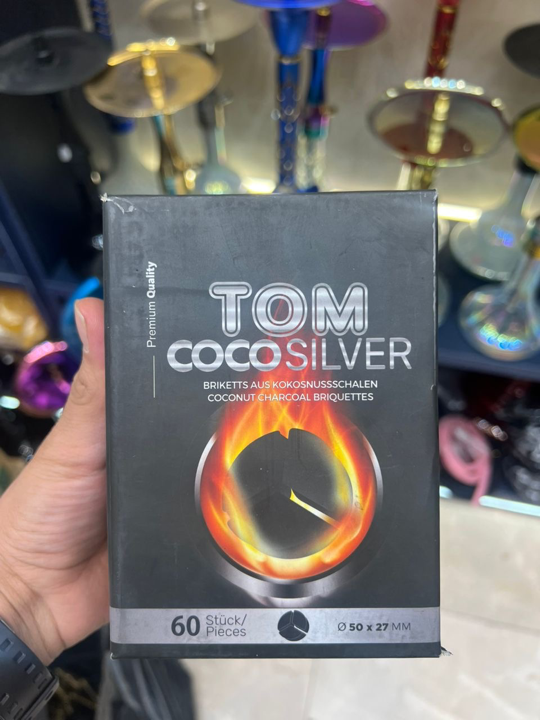 Premium Quality
TOM
COCOSILVER
BRIKETTS AUS KOKOSNUSSSCHALEN
COCONUT CHARCOAL BRIQUETTES
60 Stück/
Pieces
Ø 50 x 27 MM